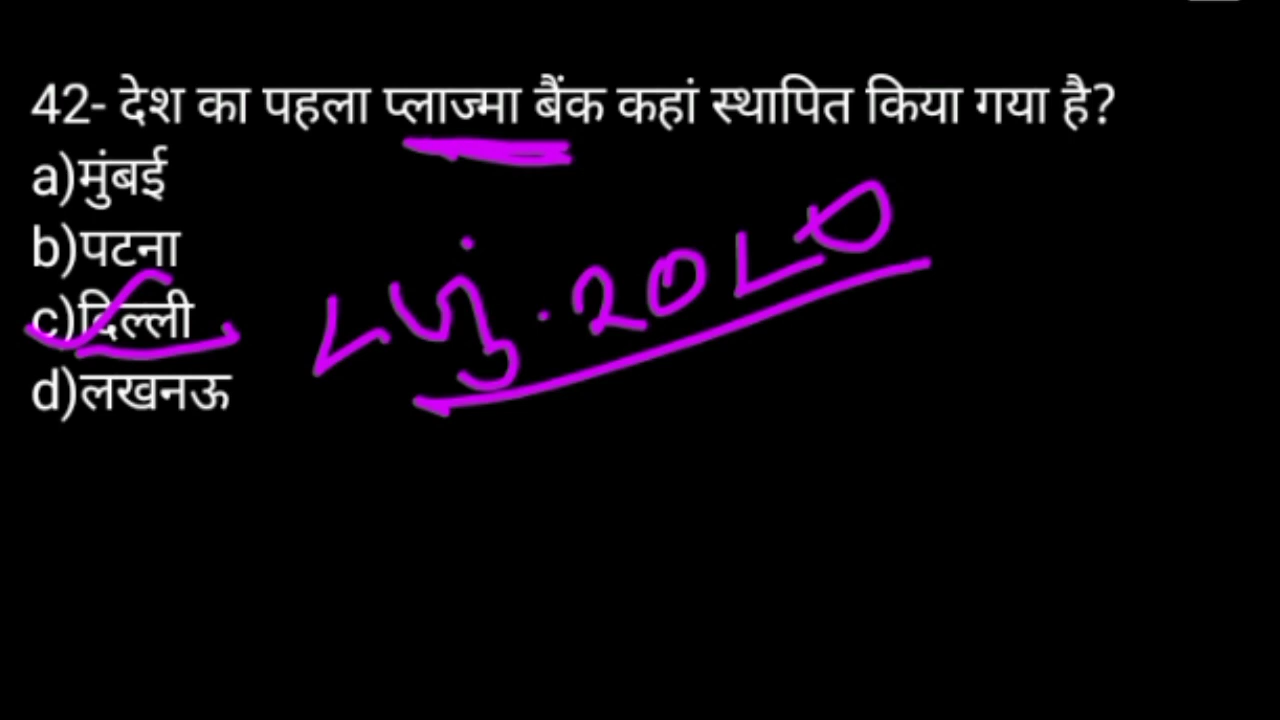 42- देश का पहला प्लाज्मा बैंक कहां स्थापित किया गया है?
a)मुंबई
b)पटना
c)दिल्ली
d)लखनऊ